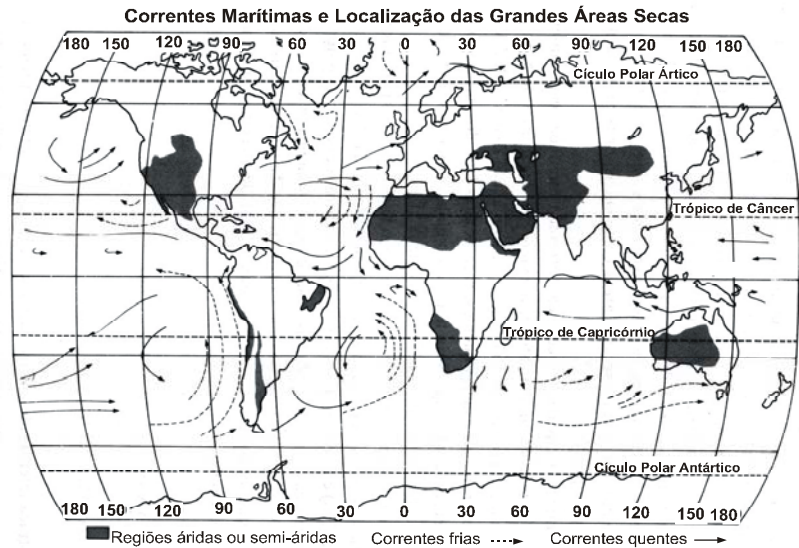 Correntes Marítimas e Localização das Grandes Áreas Secas
180 150 120 90 60 30 0 30 60 90 120 150 180
Cículo Polar Ártico
Trópico de Câncer
Trópico de Capricórnio
Cículo Polar Antártico
180 150 120 90 60 30 0 30 60 90 120 150 180
Regiões áridas ou semi-áridas Correntes frias Correntes quentes